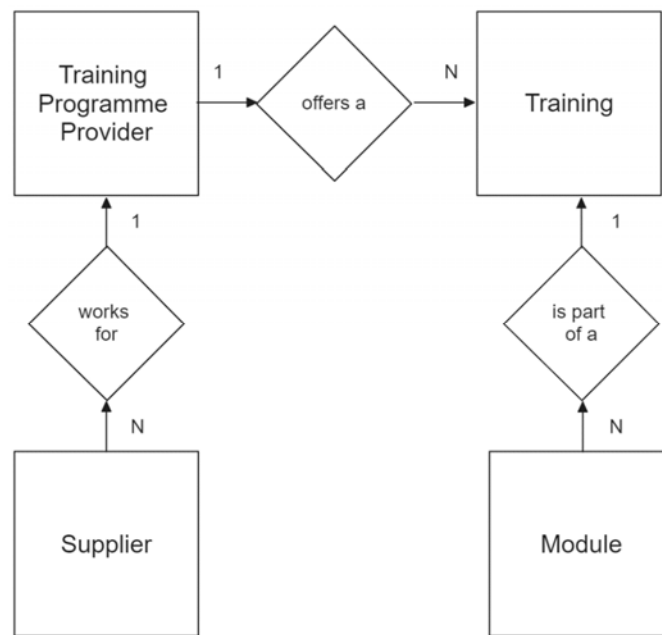 Training
Programme
Provider
1
offers a
N
Training
1
1
works
for
is part
of a
N
N
Supplier
Module